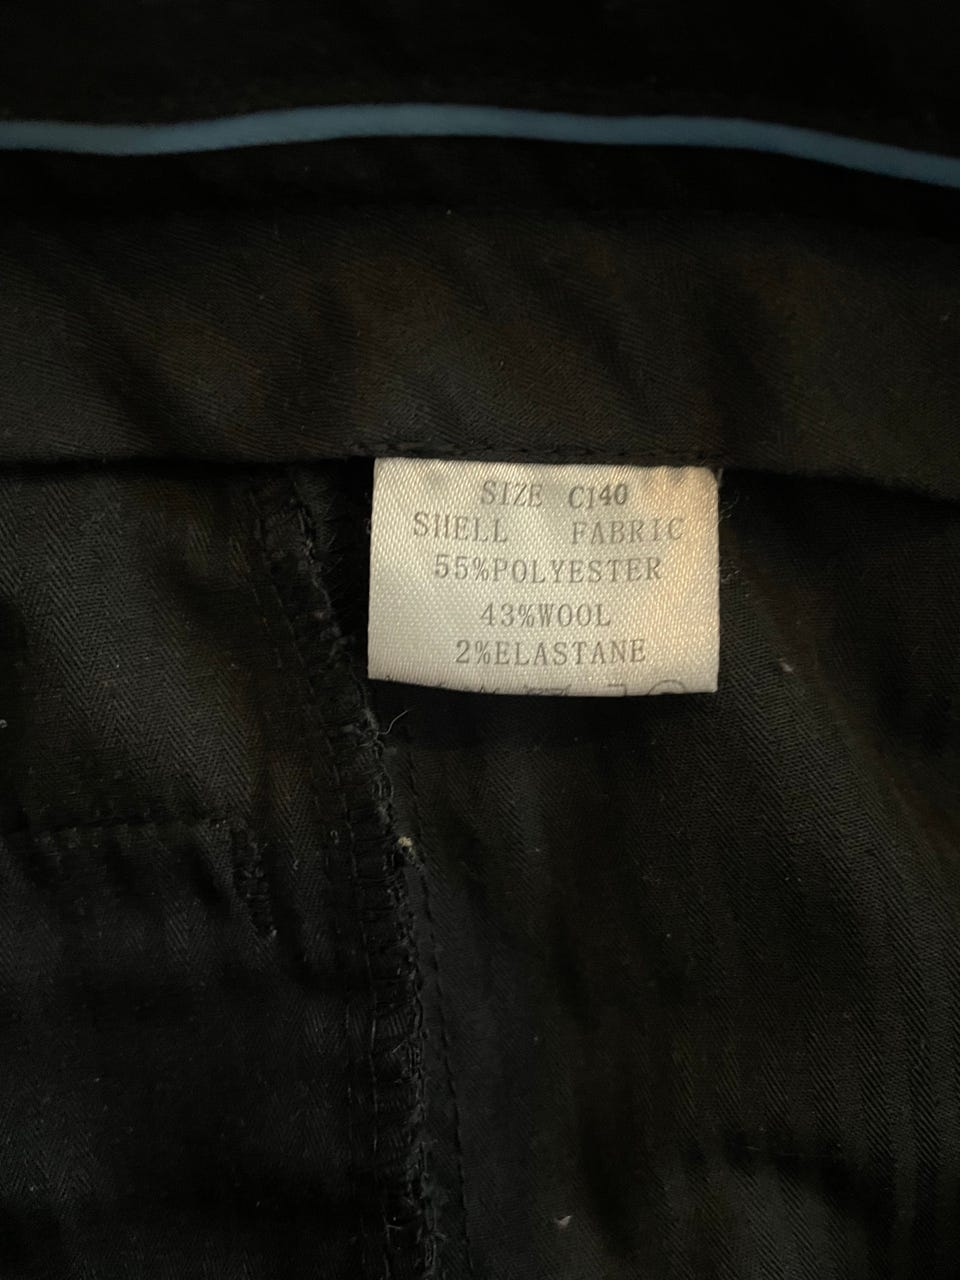 SIZE C140
SHELL FABRIC
55%POLYESTER
43%WOOL
2%ELASTANE